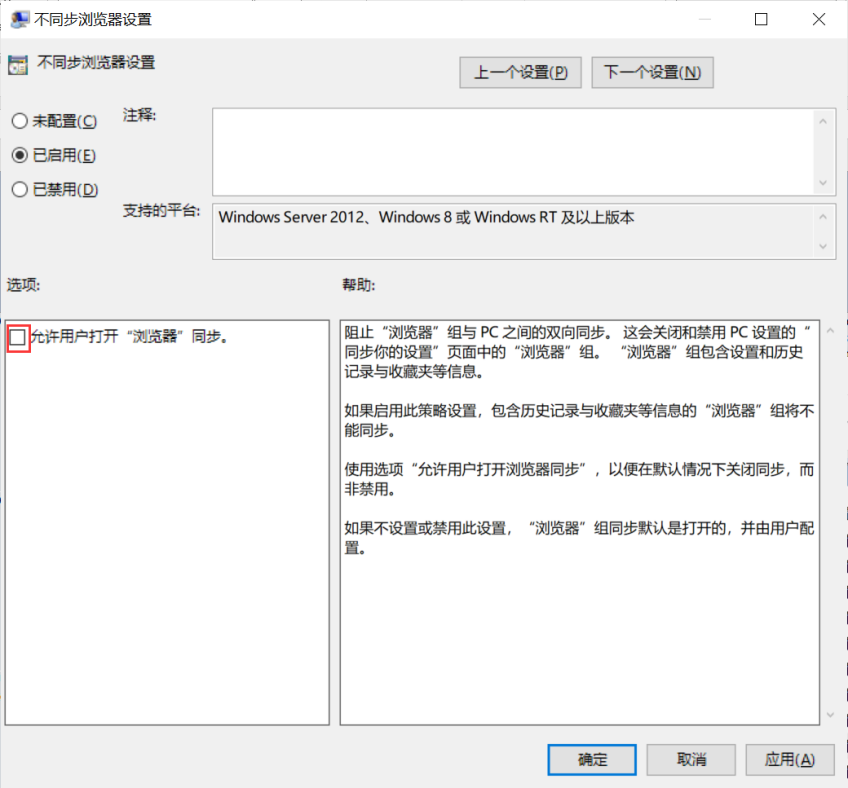 不同步浏览器设置
不同步浏览器设置
上一个设置(P)
下一个设置(N)
未配置(C)
注释:
已启用(E)
已禁用(D)
支持的平台:
Windows Server 2012、Windows 8 或 Windows RT 及以上版本
选项:
帮助:
允许用户打开“浏览器”同步。
阻止“浏览器”组与 PC 之间的双向同步。 这会关闭和禁用 PC 设置的“
同步你的设置”页面中的“浏览器”组。 “浏览器”组包含设置和历史
记录与收藏夹等信息。
如果启用此策略设置，包含历史记录与收藏夹等信息的“浏览器”组将不
能同步。
使用选项“允许用户打开浏览器同步”，以便在默认情况下关闭同步，而
非禁用。
如果不设置或禁用此设置，“浏览器”组同步默认是打开的，并由用户配
置。
确定
取消
应用(A)